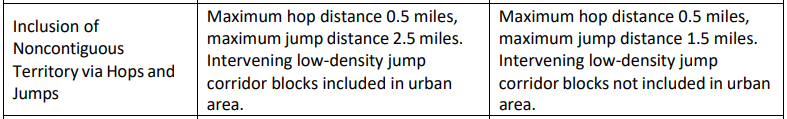 Inclusion of
Noncontiguous
Territory via Hops and
Jumps
Maximum hop distance 0.5 miles,
maximum jump distance 2.5 miles.
Intervening low-density jump
corridor blocks included in urban
area.
Maximum hop distance 0.5 miles,
maximum jump distance 1.5 miles.
Intervening low-density jump
corridor blocks not included in urban
area.